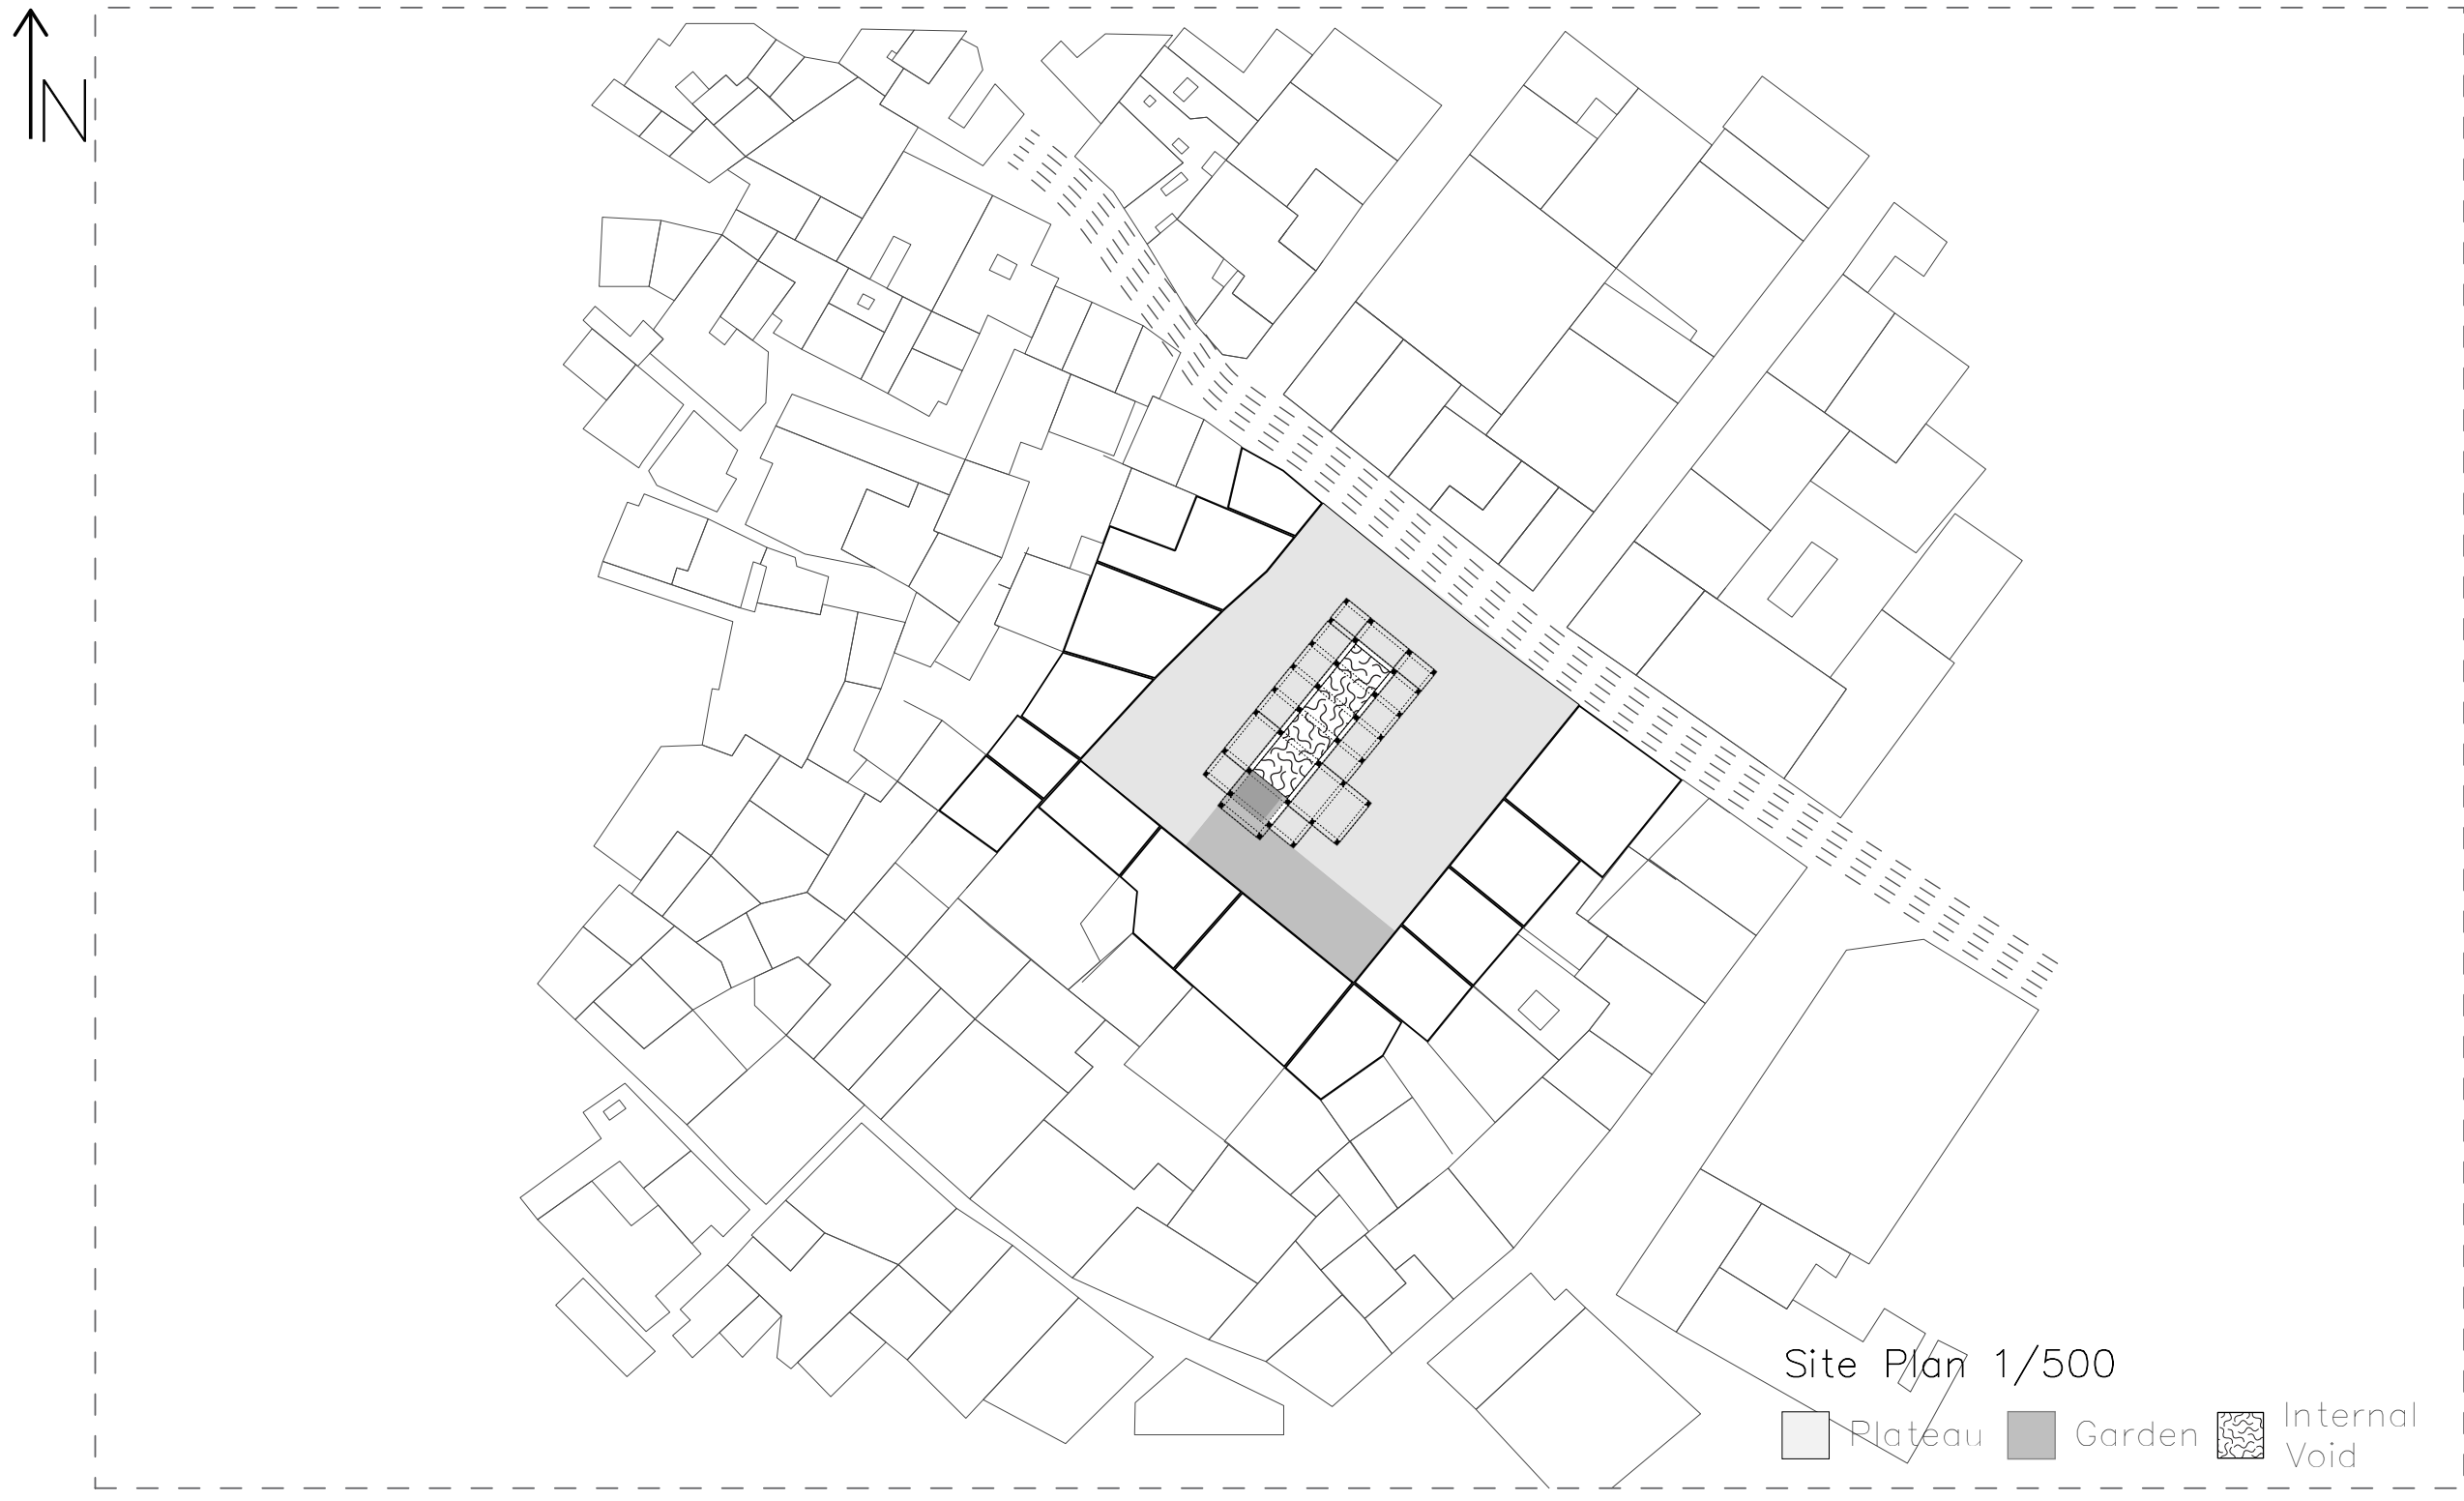 N
Site Plan 1/500
Plateau
Garden
Internal
Void